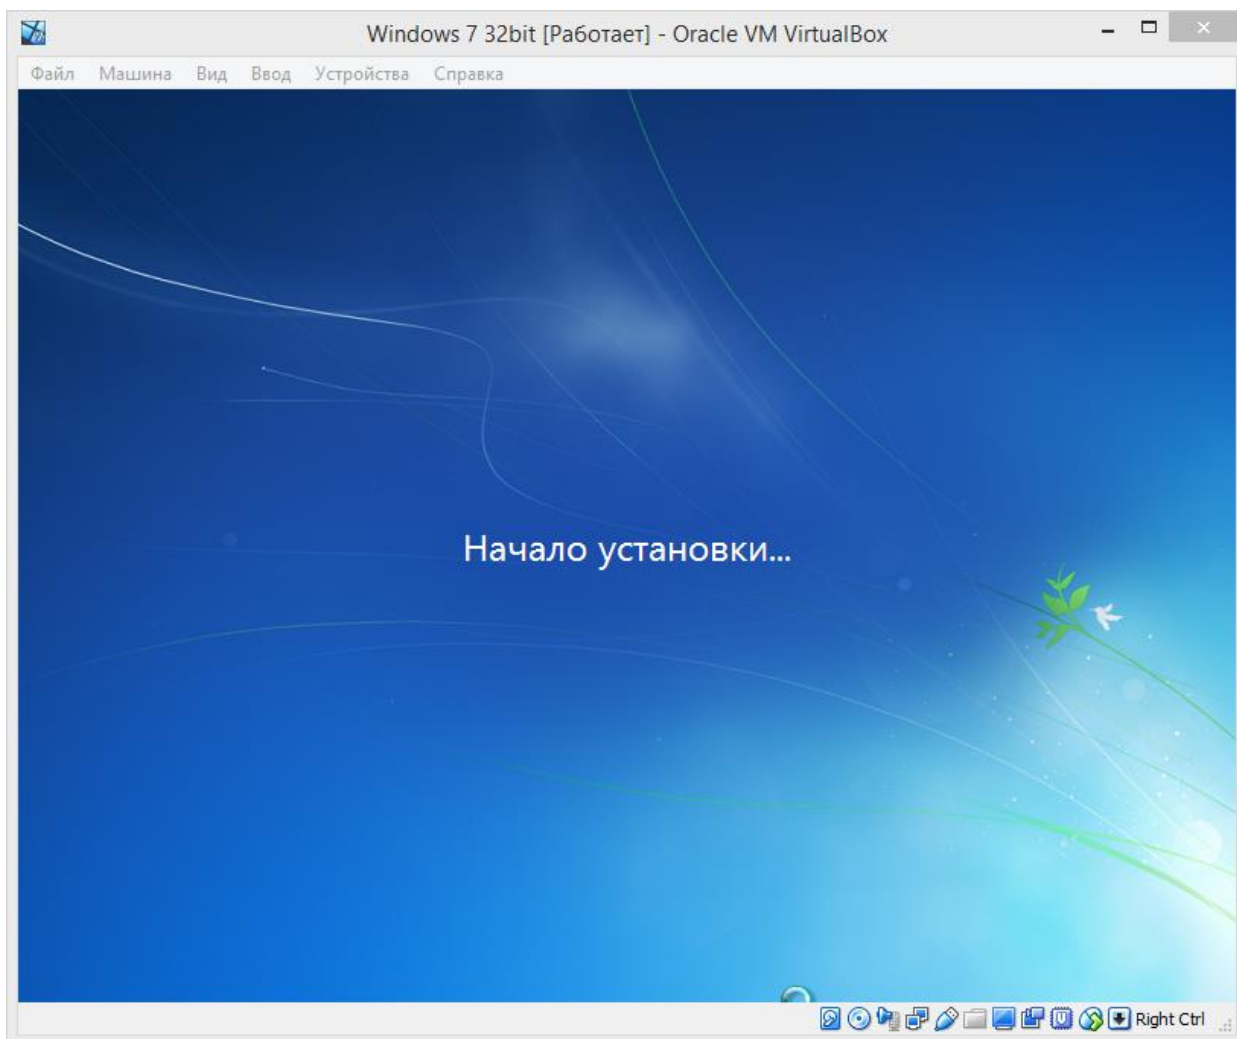 Windows 7 32bit [Работает] - Oracle VM VirtualBox
Файл Машина Вид Ввод Устройства Справка
Начало установки...
Right Ctrl